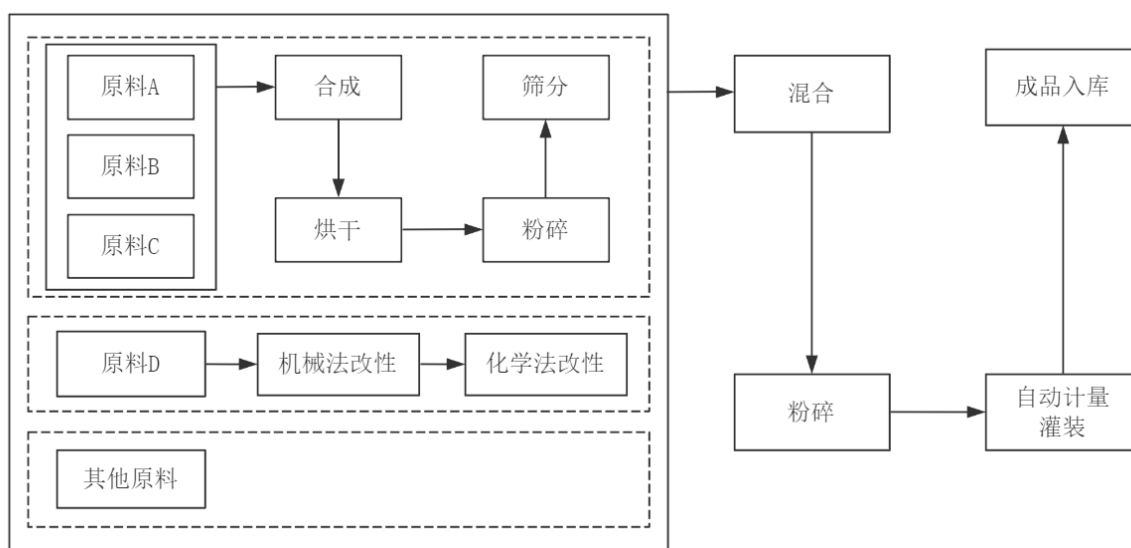 原料A
合成
筛分
混合
成品入库
原料B
原料C
烘干
粉碎
原料D
机械法改性
化学法改性
粉碎
自动计量
灌装
其他原料